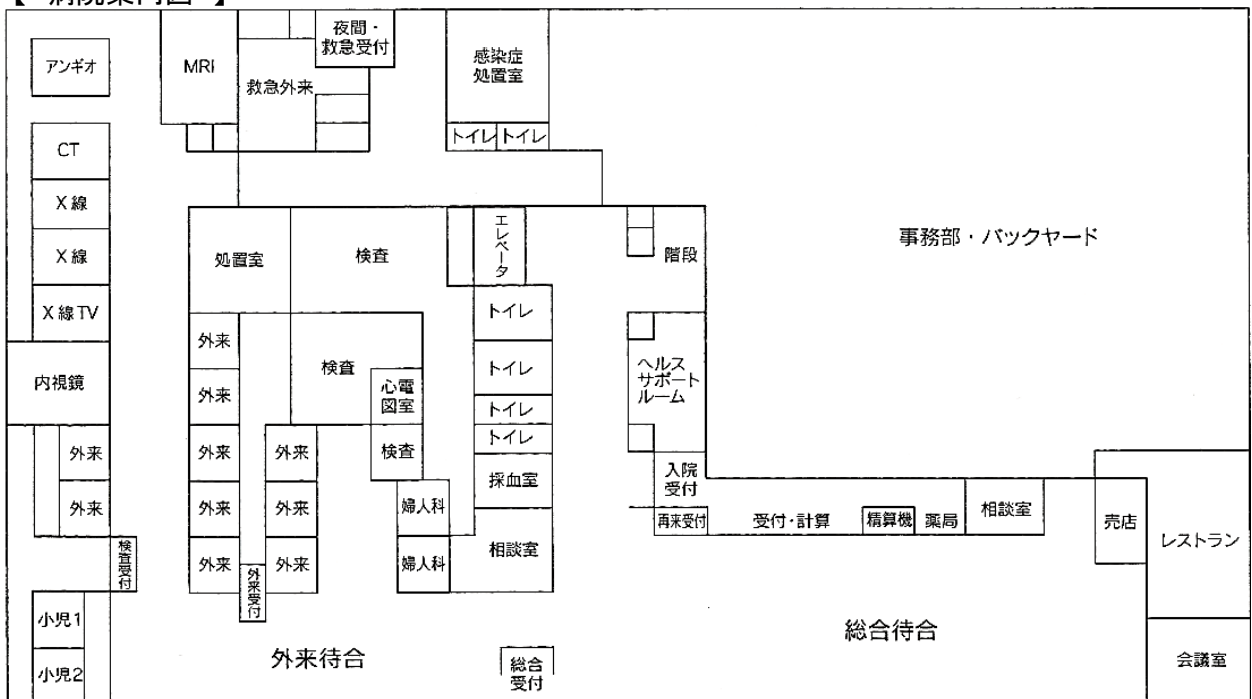 【 病院案内図 】
アンギオ
MRI
夜間・
救急受付
救急外来
感染症
処置室
トイレ
トイレ
CT
X線
X線
X線TV
内視鏡
外来
外来
検査受付
小児1
小児2
処置室
検査
エレベータ
階段
事務部・バックヤード
外来
外来
外来
外来
外来
検査
心電
図室
検査
外来
外来
外来
外来受付
婦人科
婦人科
トイレ
トイレ
トイレ
トイレ
採血室
相談室
ヘルス
サポート
ルーム
入院
受付
再来受付
受付・計算
精算機
薬局
相談室
売店
レストラン
会議室
外来待合
総合
受付
総合待合